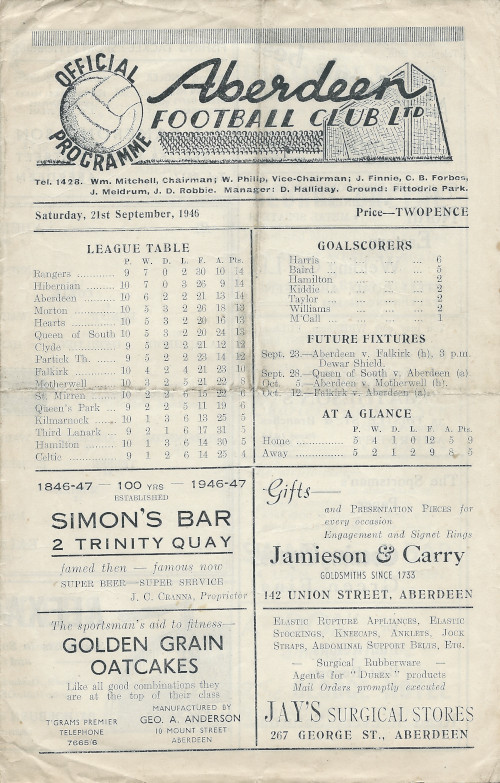 OFFICIAL PROGRAMME
Aberdeen
FOOTBALL CLUB LTD
Tel. 1428. Wm. Mitchell, Chairman; W. Philip, Vice-Chairman; J. Finnie, C. B. Forbes,
J. Meldrum, J. D. Robbie. Manager: D. Halliday. Ground: Fittodrie Park.
Saturday, 21st September, 1946 Price—TWOPENCE
LEAGUE TABLE
P. W. D. L. F. A. Pts.
Rangers ........... 9 7 0 2 30 10 14
Hibernian ......... 10 7 0 3 26 9 14
Aberdeen ......... 10 6 2 2 21 13 14
Morton ............ 10 5 3 2 26 18 13
Hearts ............ 10 5 3 2 20 16 13
Queen of South 10 5 3 2 20 24 13
Clyde .............. 9 5 2 2 21 12 12
Partick Th. ...... 9 5 2 2 23 14 12
Falkirk ............ 10 4 2 4 21 23 10
Motherwell ...... 10 3 2 5 21 22 8
St. Mirren ........ 10 2 2 6 15 22 6
Queen's Park ... 9 2 2 5 11 19 6
Kilmarnock ...... 10 1 3 6 13 25 5
Third Lanark ... 9 2 1 6 17 31 5
Hamilton ......... 10 1 3 6 14 30 5
Celtic .............. 9 1 2 6 14 25 4
GOALSCORERS
Harris ... ... ... ... 6
Baird ... ... ... ... 5
Hamilton ... ... ... 2
Kiddie ... ... ... ... 2
Taylor ... ... ... ... 2
Williams ... ... ... 2
M'Call ... ... ... ... 1
FUTURE FIXTURES
Sept. 23.—Aberdeen v. Falkirk (h), 3 p.m.
Dewar Shield.
Sept. 28.—Queen of South v. Aberdeen (a)
Oct. 5.—Aberdeen v. Motherwell (h).
Oct. 12.—Falkirk v. Aberdeen (a).
AT A GLANCE
P. W. D. L. F. A. Pts.
Home ............... 5 4 1 0 12 5 9
Away ............... 5 2 1 2 9 8 5
1846-47 — 100 YRS — 1946-47
ESTABLISHED
SIMON'S BAR
2 TRINITY QUAY
famed then — famous now
SUPER BEER—SUPER SERVICE
J. C. CRANNA, Proprietor
Gifts—
and PRESENTATION PIECES for
every occasion
Engagement and Signet Rings
Jamieson & Carry
GOLDSMITHS SINCE 1733
142 UNION STREET, ABERDEEN
The sportsman's aid to fitness—
GOLDEN GRAIN
OATCAKES
Like all good combinations they
are at the top of their class
MANUFACTURED BY
GEO. A. ANDERSON
10 MOUNT STREET
ABERDEEN
T'GRAMS PREMIER
TELEPHONE
7665/6
ELASTIC RUPTURE APPLIANCES, ELASTIC
STOCKINGS, KNEECAPS, ANKLETS, JOCK
STRAPS, ABDOMINAL SUPPORT BELTS, ETC.
- Surgical Rubberware -
Agents for "DUREX" products
Mail Orders promptly executed
JAY'S SURGICAL STORES
267 GEORGE ST., ABERDEEN